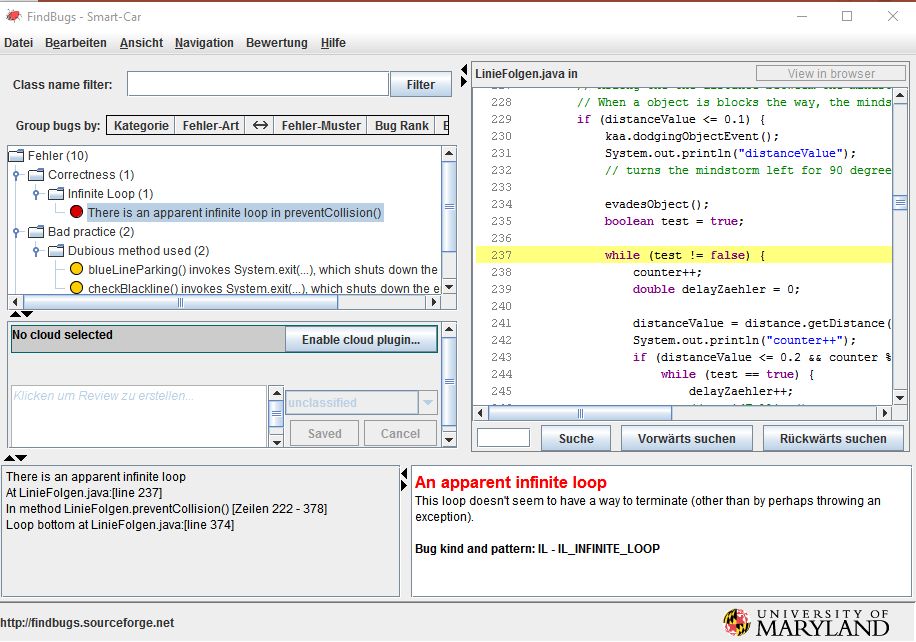 FindBugs - Smart-Car
Datei Bearbeiten Ansicht Navigation Bewertung Hilfe
Class name filter: Filter
Group bugs by: Kategorie Fehler-Art <-> Fehler-Muster Bug Rank
Fehler (10)
Correctness (1)
Infinite Loop (1)
There is an apparent infinite loop in preventCollision()
Bad practice (2)
Dubious method used (2)
blueLineParking() invokes System.exit(...), which shuts down the
checkBlackline() invokes System.exit(...), which shuts down the e
No cloud selected
Enable cloud plugin...
Klicken um Review zu erstellen...
unclassified
Saved Cancel
LinieFolgen.java in
View in browser
228 // When a object is blocks the way, the minds
229 if (distanceValue <= 0.1) {
230 kaa.dodgingObjectEvent();
231 System.out.println("distanceValue");
232 // turns the mindstorm left for 90 degree
233
234 evadesObject();
235 boolean test = true;
236
237 while (test != false) {
238 counter++;
239 double delayZaehler = 0;
240
241 distanceValue = distance.getDistance(
242 System.out.println("counter++");
243 if (distanceValue <= 0.2 && counter %
244 while (test == true) {
245 delayZaehler++;
Suche Vorwärts suchen Rückwärts suchen
There is an apparent infinite loop
At LinieFolgen.java:[line 237]
In method LinieFolgen.preventCollision() [Zeilen 222 - 378]
Loop bottom at LinieFolgen.java:[line 374]
An apparent infinite loop
This loop doesn't seem to have a way to terminate (other than by perhaps throwing an
exception).
Bug kind and pattern: IL - IL_INFINITE_LOOP
http://findbugs.sourceforge.net
UNIVERSITY OF
MARYLAND